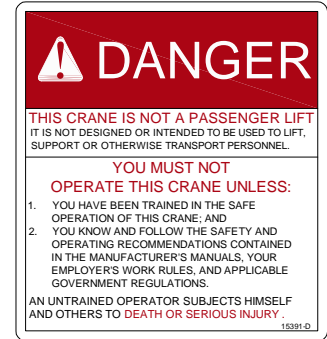 DANGER
THIS CRANE IS NOT A PASSENGER LIFT
IT IS NOT DESIGNED OR INTENDED TO BE USED TO LIFT,
SUPPORT OR OTHERWISE TRANSPORT PERSONNEL.
YOU MUST NOT
OPERATE THIS CRANE UNLESS:
1. YOU HAVE BEEN TRAINED IN THE SAFE
OPERATION OF THIS CRANE; AND
2. YOU KNOW AND FOLLOW THE SAFETY AND
OPERATING RECOMMENDATIONS CONTAINED
IN THE MANUFACTURER'S MANUALS, YOUR
EMPLOYER'S WORK RULES, AND APPLICABLE
GOVERNMENT REGULATIONS.
AN UNTRAINED OPERATOR SUBJECTS HIMSELF
AND OTHERS TO DEATH OR SERIOUS INJURY .
15391-D